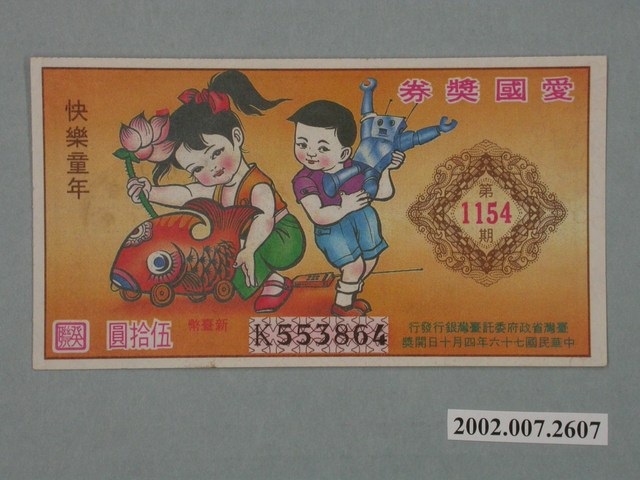 愛國獎券
快樂童年
第
1154
期
新臺幣
伍拾圓
癸聯
K553864
臺灣省政府委託臺灣銀行發行
中華民國七十六年四月十日開獎
2002.007.2607